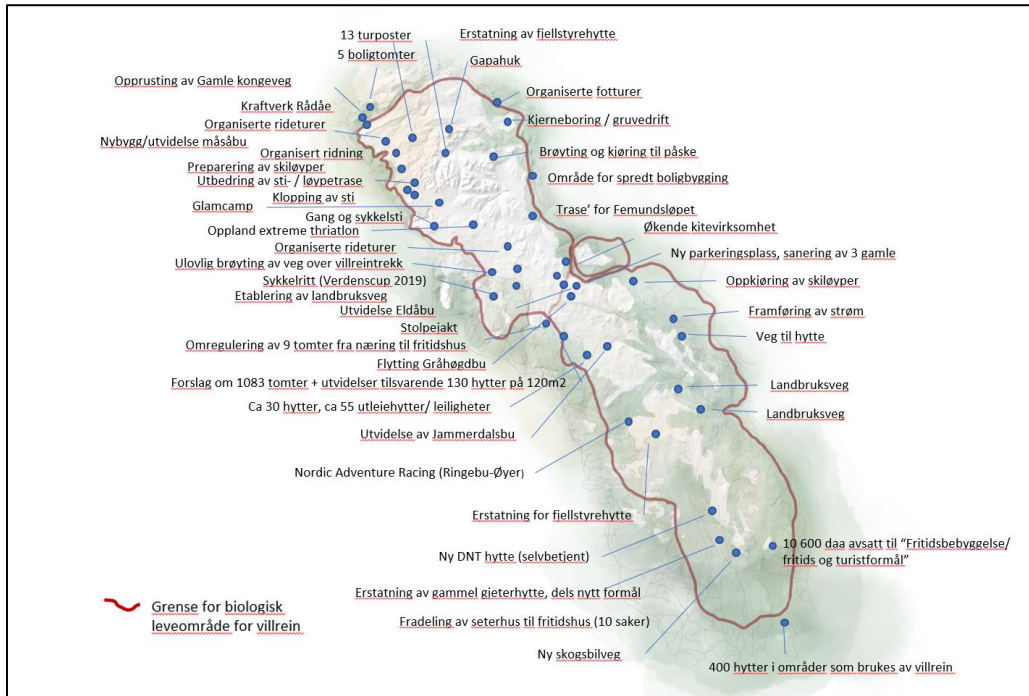 13 turposter
Erstatning av fjellstyrehytte
5 boligtomter
Gapahuk
Opprusting av Gamle kongeveg
Organiserte fotturer
Kraftverk Rådåe
Kjerneboring / gruvedrift
Organiserte rideturer
Nybygg/utvidelse måsåbu
Organisert ridning
Brøyting og kjøring til påske
Preparering av skiløyper
Utbedring av sti- / løypetrase
Område for spredt boligbygging
Klopping av sti
Glamcamp
Trase’ for Femundsløpet
Gang og sykkelsti
Oppland extreme thriatlon
Økende kitevirksomhet
Organiserte rideturer
Ny parkeringsplass, sanering av 3 gamle
Ulovlig brøyting av veg over villreintrekk
Sykkelritt (Verdenscup 2019)
Oppkjøring av skiløyper
Etablering av landbruksveg
Utvidelse Eldåbu
Framføring av strøm
Stolpejakt
Veg til hytte
Omregulering av 9 tomter fra næring til fritidshus
Flytting Gråhøgdbu
Forslag om 1083 tomter + utvidelser tilsvarende 130 hytter på 120m2
Landbruksveg
Ca 30 hytter, ca 55 utleiehytter/ leiligheter
Landbruksveg
Utvidelse av Jammerdalsbu
Nordic Adventure Racing (Ringebu-Øyer)
Erstatning for fjellstyrehytte
10 600 daa avsatt til “Fritidsbebyggelse/
fritids og turistformål”
Ny DNT hytte (selvbetjent)
Erstatning av gammel gjeterhytte, dels nytt formål
Grense for biologisk
leveområde for villrein
Fradeling av seterhus til fritidshus (10 saker)
Ny skogsbilveg
400 hytter i områder som brukes av villrein